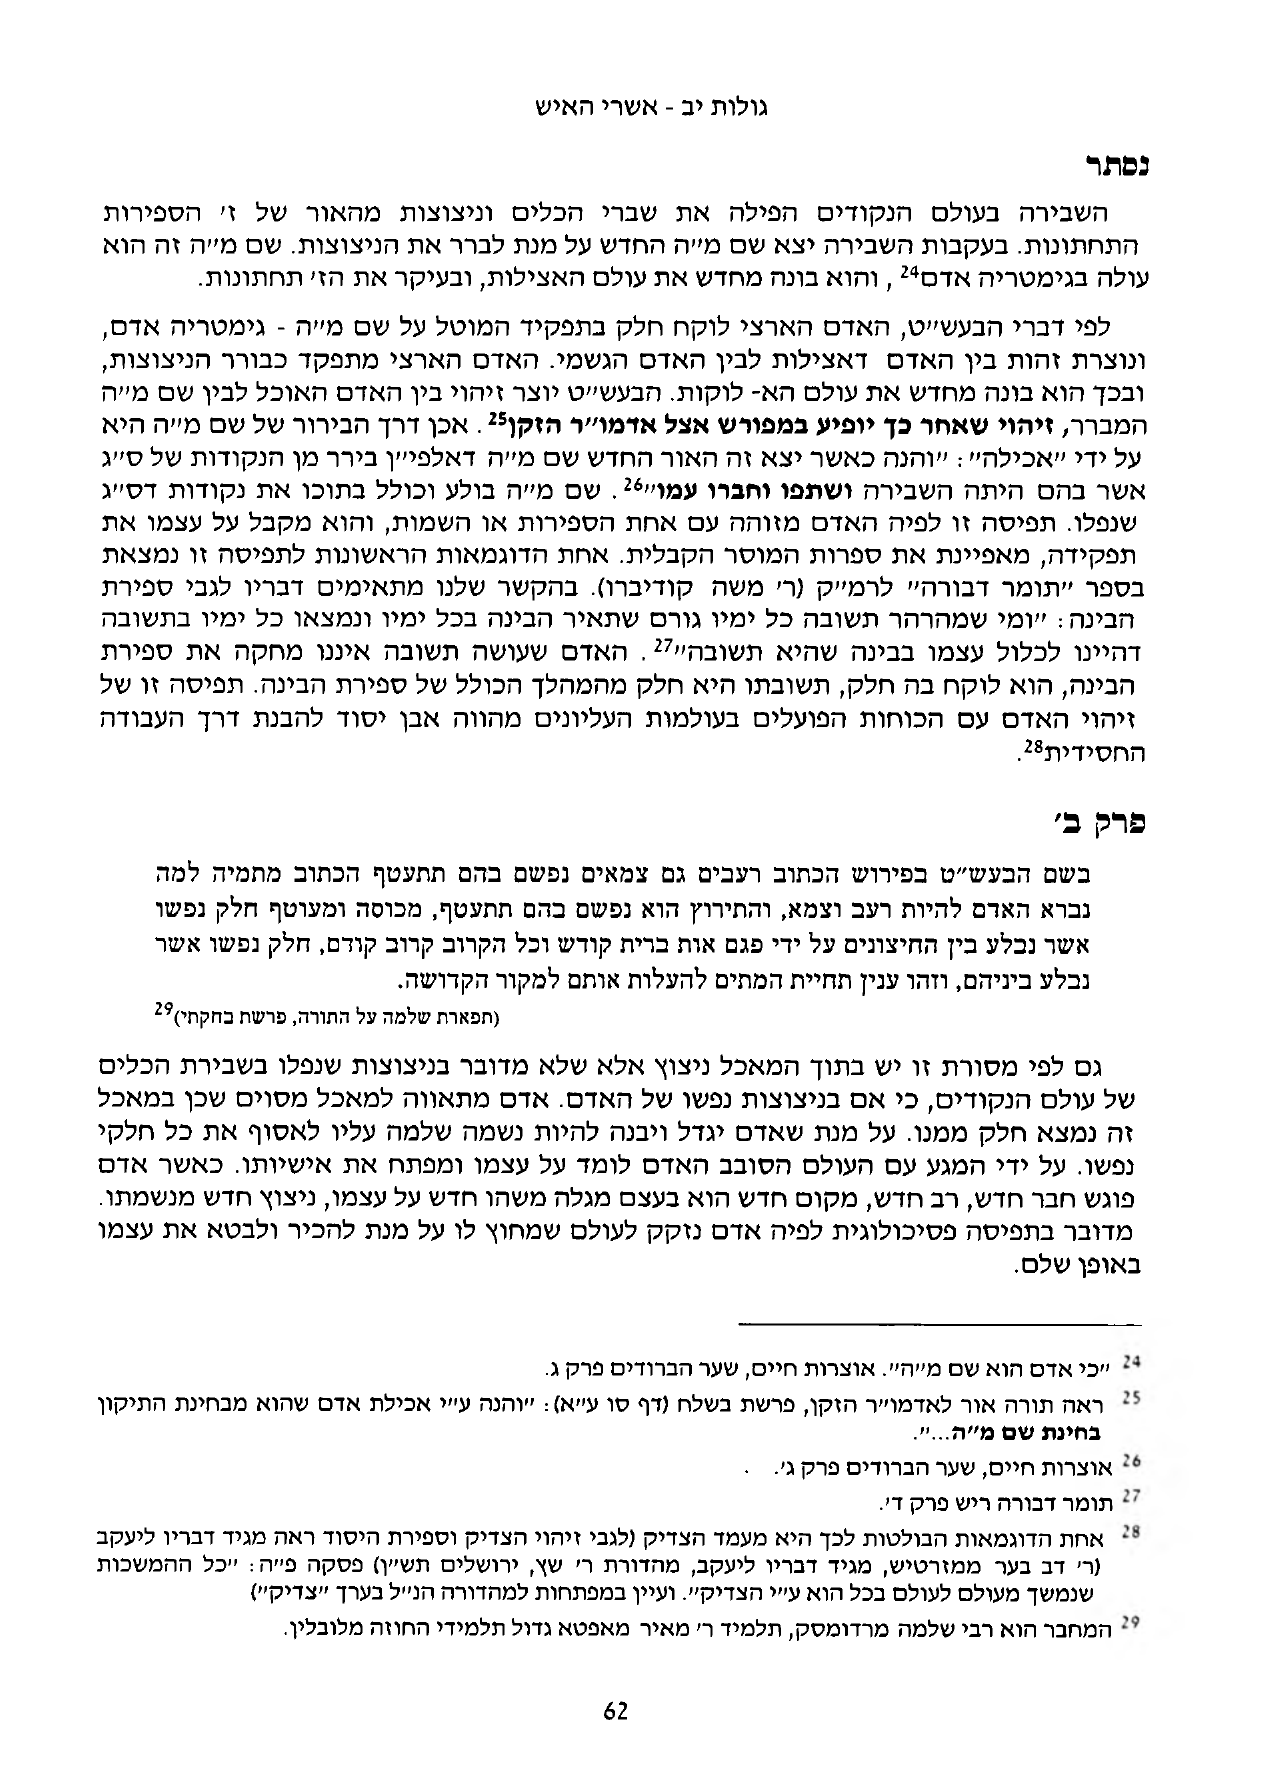 גולות יב - אשרי האיש
נסתר
השבירה בעולם הנקודים הפילה את שברי הכלים וניצוצות מהאור של ז' הספירות
התחתונות. בעקבות השבירה יצא שם מ"ה החדש על מנת לברר את הניצוצות. שם מ"ה זה הוא
עולה בגימטריה אדם24 , והוא בונה מחדש את עולם האצילות, ובעיקר את הז' תחתונות.
לפי דברי הבעש"ט, האדם הארצי לוקח חלק בתפקיד המוטל על שם מ"ה - גימטריה אדם,
ונוצרת זהות בין האדם דאצילות לבין האדם הגשמי. האדם הארצי מתפקד כבורר הניצוצות,
ובכך הוא בונה מחדש את עולם הא- לוקות. הבעש"ט יוצר זיהוי בין האדם האוכל לבין שם מ"ה
המברר, זיהוי שאחר כך יופיע במפורש אצל אדמו"ר הזקן25 . אכן דרך הבירור של שם מ"ה היא
על ידי "אכילה" : "והנה כאשר יצא זה האור החדש שם מ"ה דאלפי"ן בירר מן הנקודות של ס"ג
אשר בהם היתה השבירה ושתפו וחברו עמו"26 . שם מ"ה בולע וכולל בתוכו את נקודות דס"ג
שנפלו. תפיסה זו לפיה האדם מזוהה עם אחת הספירות או השמות, והוא מקבל על עצמו את
תפקידה, מאפיינת את ספרות המוסר הקבלית. אחת הדוגמאות הראשונות לתפיסה זו נמצאת
בספר "תומר דבורה" לרמ"ק (ר' משה קודיברו). בהקשר שלנו מתאימים דבריו לגבי ספירת
הבינה : "ומי שמהרהר תשובה כל ימיו גורם שתאיר הבינה בכל ימיו ונמצאו כל ימיו בתשובה
דהיינו לכלול עצמו בבינה שהיא תשובה"27 . האדם שעושה תשובה איננו מחקה את ספירת
הבינה, הוא לוקח בה חלק, תשובתו היא חלק מהמהלך הכולל של ספירת הבינה. תפיסה זו של
זיהוי האדם עם הכוחות הפועלים בעולמות העליונים מהווה אבן יסוד להבנת דרך העבודה
החסידית28.
פרק ב'
בשם הבעש"ט בפירוש הכתוב רעבים גם צמאים נפשם בהם תתעטף הכתוב מתמיה למה
נברא האדם להיות רעב וצמא, והתירוץ הוא נפשם בהם תתעטף, מכוסה ומעוטף חלק נפשו
אשר נבלע בין החיצונים על ידי פגם אות ברית קודש וכל הקרוב קרוב קודם, חלק נפשו אשר
נבלע ביניהם, וזהו ענין תחיית המתים להעלות אותם למקור הקדושה.
(תפארת שלמה על התורה, פרשת בחקתי)29
גם לפי מסורת זו יש בתוך המאכל ניצוץ אלא שלא מדובר בניצוצות שנפלו בשבירת הכלים
של עולם הנקודים, כי אם בניצוצות נפשו של האדם. אדם מתאווה למאכל מסוים שכן במאכל
זה נמצא חלק ממנו. על מנת שאדם יגדל ויבנה להיות נשמה שלמה עליו לאסוף את כל חלקי
נפשו. על ידי המגע עם העולם הסובב האדם לומד על עצמו ומפתח את אישיותו. כאשר אדם
פוגש חבר חדש, רב חדש, מקום חדש הוא בעצם מגלה משהו חדש על עצמו, ניצוץ חדש מנשמתו.
מדובר בתפיסה פסיכולוגית לפיה אדם נזקק לעולם שמחוץ לו על מנת להכיר ולבטא את עצמו
באופן שלם.
24 "כי אדם הוא שם מ"ה". אוצרות חיים, שער הברודים פרק ג.
25 ראה תורה אור לאדמו"ר הזקן, פרשת בשלח (דף סו ע"א): "והנה ע"י אכילת אדם שהוא מבחינת התיקון
בחינת שם מ"ה...".
26 אוצרות חיים, שער הברודים פרק ג'.
27 תומר דבורה ריש פרק ד'.
28 אחת הדוגמאות הבולטות לכך היא מעמד הצדיק (לגבי זיהוי הצדיק וספירת היסוד ראה מגיד דבריו ליעקב
(ר' דב בער ממזרטיש, מגיד דבריו ליעקב, מהדורת ר' שץ, ירושלים תש"ן) פסקה פ"ה : "כל ההמשכות
שנמשך מעולם לעולם בכל הוא ע"י הצדיק". ועיין במפתחות למהדורה הנ"ל בערך "צדיק")
29 המחבר הוא רבי שלמה מרדומסק, תלמיד ר' מאיר מאפטא גדול תלמידי החוזה מלובלין.
62